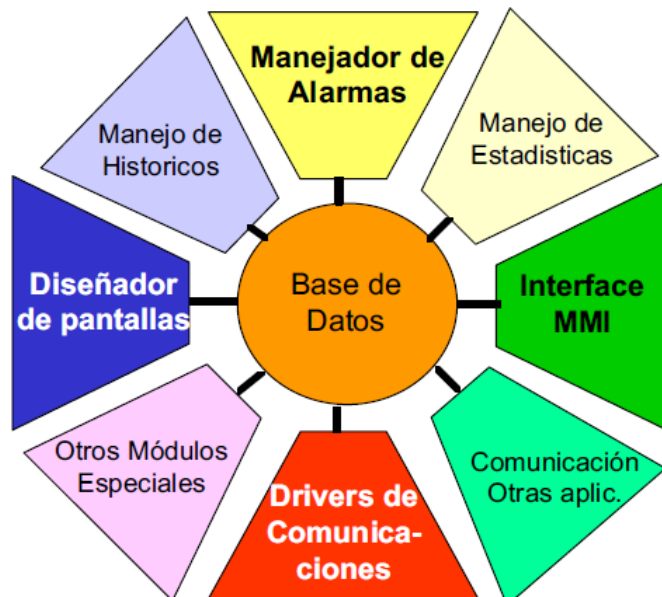 Manejador de
Alarmas
Manejo de
Historicos
Manejo de
Estadisticas
Diseñador
de pantallas
Base de
Datos
Interface
MMI
Otros Módulos
Especiales
Drivers de
Comunica-
ciones
Comunicación
Otras aplic.